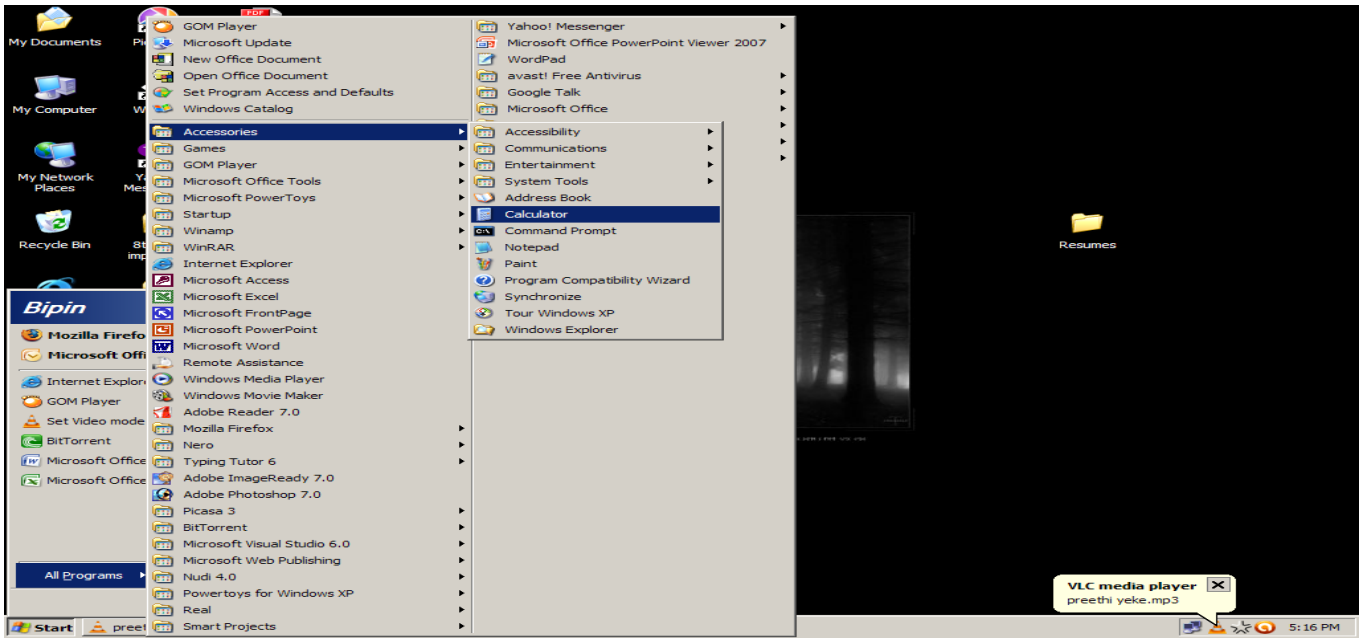 My Documents
My Computer
My Network
Places
Recycle Bin
PDF
GOM Player
Microsoft Update
New Office Document
Open Office Document
Set Program Access and Defaults
Windows Catalog
Accessories
Games
GOM Player
Microsoft Office Tools
Microsoft PowerToys
Startup
Winamp
WinRAR
Internet Explorer
Microsoft Access
Microsoft Excel
Microsoft FrontPage
Microsoft PowerPoint
Microsoft Word
Remote Assistance
Windows Media Player
Windows Movie Maker
Adobe Reader 7.0
Mozilla Firefox
Nero
Typing Tutor 6
Adobe ImageReady 7.0
Adobe Photoshop 7.0
Picasa 3
BitTorrent
Microsoft Visual Studio 6.0
Microsoft Web Publishing
Nudi 4.0
Powertoys for Windows XP
Real
Smart Projects
Yahoo! Messenger
Microsoft Office PowerPoint Viewer 2007
WordPad
avast! Free Antivirus
Google Talk
Microsoft Office
Accessibility
Communications
Entertainment
System Tools
Address Book
Calculator
Command Prompt
Notepad
Paint
Program Compatibility Wizard
Synchronize
Tour Windows XP
Windows Explorer
Resumes
Bipin
Mozilla Firefo
Microsoft Offi
Internet Explor
GOM Player
Set Video mode
BitTorrent
Microsoft Office
Microsoft Office
All Programs
Start
preet
VLC media player
preethi yeke.mp3
5:16 PM